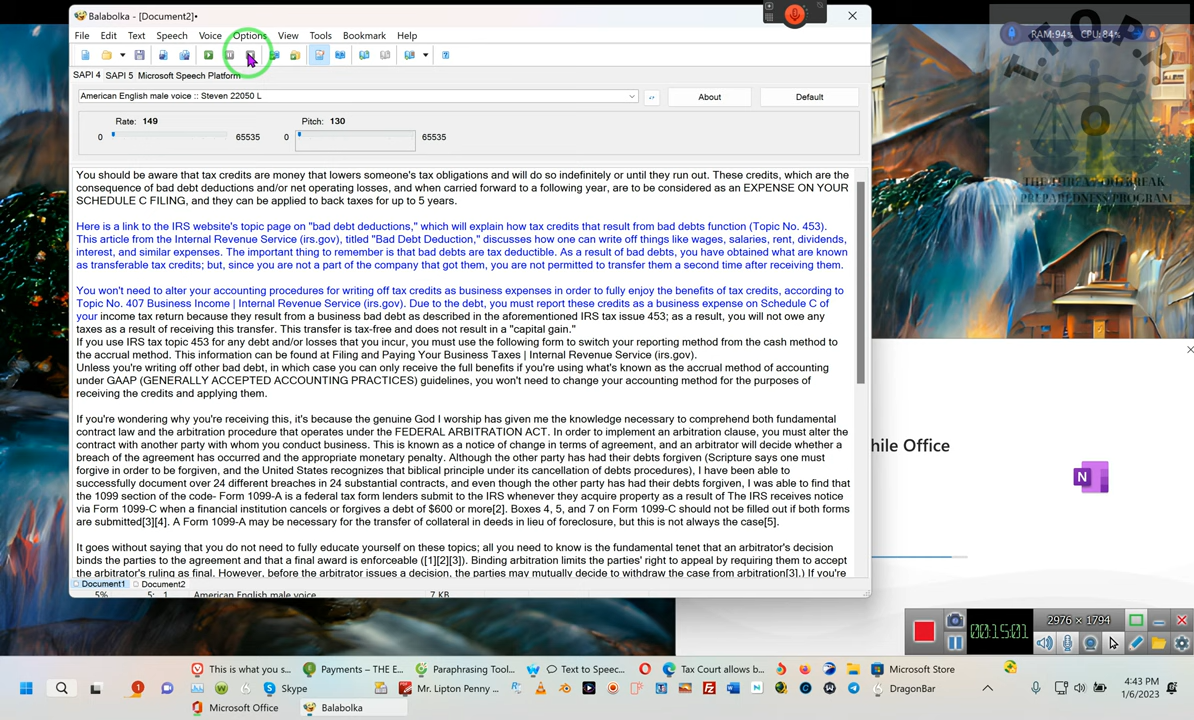 Balabolka - [Document2]•
RAM:94% CPU:84%
File Edit Text Speech Voice Options View Tools Bookmark Help
SAPI 4 SAPI 5 Microsoft Speech Platform
American English male voice :: Steven 22050 L
About
Default
Rate: 149
Pitch: 130
0 65535 0 65535
You should be aware that tax credits are money that lowers someone's tax obligations and will do so indefinitely or until they run out. These credits, which are the
consequence of bad debt deductions and/or net operating losses, and when carried forward to a following year, are to be considered as an EXPENSE ON YOUR
SCHEDULE C FILING, and they can be applied to back taxes for up to 5 years.
Here is a link to the IRS website's topic page on "bad debt deductions," which will explain how tax credits that result from bad debts function (Topic No. 453).
This article from the Internal Revenue Service (irs.gov), titled "Bad Debt Deduction," discusses how one can write off things like wages, salaries, rent, dividends,
interest, and similar expenses. The important thing to remember is that bad debts are tax deductible. As a result of bad debts, you have obtained what are known
as transferable tax credits; but, since you are not a part of the company that got them, you are not permitted to transfer them a second time after receiving them.
You won't need to alter your accounting procedures for writing off tax credits as business expenses in order to fully enjoy the benefits of tax credits, according to
Topic No. 407 Business Income | Internal Revenue Service (irs.gov). Due to the debt, you must report these credits as a business expense on Schedule C of
your income tax return because they result from a business bad debt as described in the aforementioned IRS tax issue 453; as a result, you will not owe any
taxes as a result of receiving this transfer. This transfer is tax-free and does not result in a "capital gain."
If you use IRS tax topic 453 for any debt and/or losses that you incur, you must use the following form to switch your reporting method from the cash method to
the accrual method. This information can be found at Filing and Paying Your Business Taxes | Internal Revenue Service (irs.gov).
Unless you're writing off other bad debt, in which case you can only receive the full benefits if you're using what's known as the accrual method of accounting
under GAAP (GENERALLY ACCEPTED ACCOUNTING PRACTICES) guidelines, you won't need to change your accounting method for the purposes of
receiving the credits and applying them.
If you're wondering why you're receiving this, it's because the genuine God I worship has given me the knowledge necessary to comprehend both fundamental
contract law and the arbitration procedure that operates under the FEDERAL ARBITRATION ACT. In order to implement an arbitration clause, you must alter the
contract with another party with whom you conduct business. This is known as a notice of change in terms of agreement, and an arbitrator will decide whether a
breach of the agreement has occurred and the appropriate monetary penalty. Although the other party has had their debts forgiven (Scripture says one must
forgive in order to be forgiven, and the United States recognizes that biblical principle under its cancellation of debts procedures), I have been able to
successfully document over 24 different breaches in 24 substantial contracts, and even though the other party has had their debts forgiven, I was able to find that
the 1099 section of the code- Form 1099-A is a federal tax form lenders submit to the IRS whenever they acquire property as a result of The IRS receives notice
via Form 1099-C when a financial institution cancels or forgives a debt of $600 or more[2]. Boxes 4, 5, and 7 on Form 1099-C should not be filled out if both forms
are submitted[3][4]. A Form 1099-A may be necessary for the transfer of collateral in deeds in lieu of foreclosure, but this is not always the case[5].
It goes without saying that you do not need to fully educate yourself on these topics; all you need to know is the fundamental tenet that an arbitrator's decision
binds the parties to the agreement and that a final award is enforceable ([1][2][3]). Binding arbitration limits the parties' right to appeal by requiring them to accept
the arbitrator's ruling as final. However, before the arbitrator issues a decision, the parties may mutually decide to withdraw the case from arbitration[3].) If you're
Document1 Document2
5% 5: 1 American English male voice 7 KB
hile Office
PREPAREDNESS PROGRAM
2976 × 1794
00:15:01
This is what you s... Payments – THE E... Paraphrasing Tool... Text to Speec... Tax Court allows b... Microsoft Store
Skype Mr. Lipton Penny ... DragonBar
Microsoft Office Balabolka
4:43 PM
1/6/2023